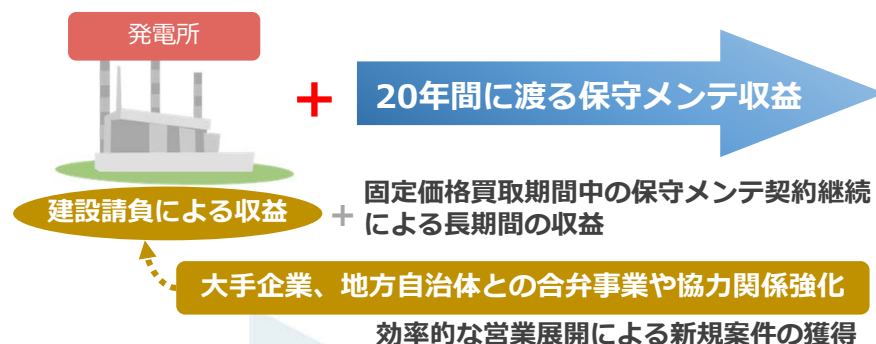 発電所
+
20年間に渡る保守メンテ収益
建設請負による収益
+
固定価格買取期間中の保守メンテ契約継続
による長期間の収益
大手企業、地方自治体との合弁事業や協力関係強化
効率的な営業展開による新規案件の獲得